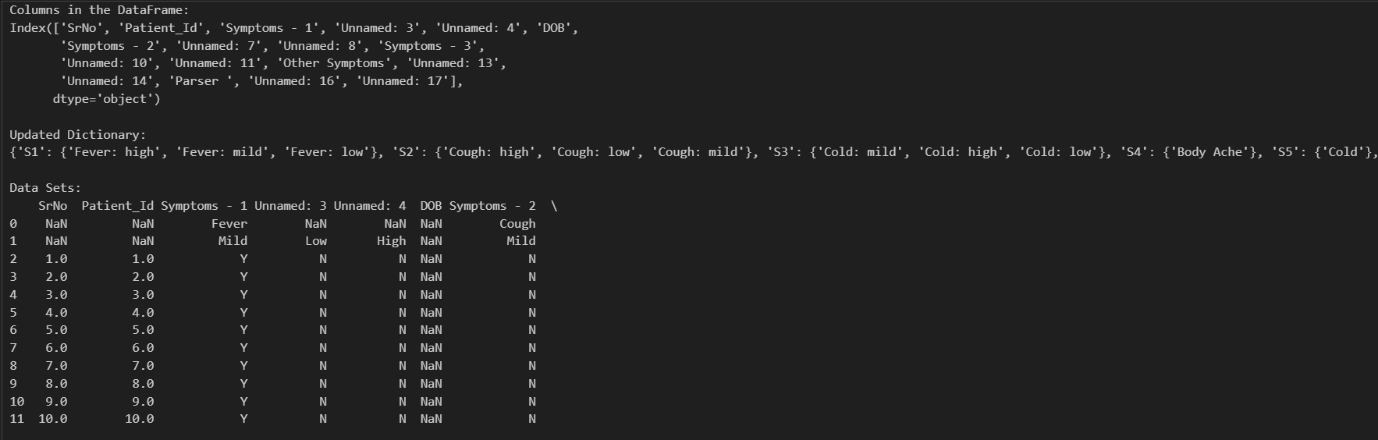 Columns in the DataFrame:
Index(['SrNo', 'Patient_Id', 'Symptoms - 1', 'Unnamed: 3', 'Unnamed: 4', 'DOB',
'Symptoms - 2', 'Unnamed: 7', 'Unnamed: 8', 'Symptoms - 3',
'Unnamed: 10', 'Unnamed: 11', 'Other Symptoms', 'Unnamed: 13',
'Unnamed: 14', 'Parser ', 'Unnamed: 16', 'Unnamed: 17'],
dtype='object')
Updated Dictionary:
{'S1': {'Fever: high', 'Fever: mild', 'Fever: low'}, 'S2': {'Cough: high', 'Cough: low', 'Cough: mild'}, 'S3': {'Cold: mild', 'Cold: high', 'Cold: low'}, 'S4': {'Body Ache'}, 'S5': {'Cold'},
Data Sets:
SrNo Patient_Id Symptoms - 1 Unnamed: 3 Unnamed: 4 DOB Symptoms - 2 \
0 NaN NaN Fever NaN NaN NaN Cough
1 NaN NaN Mild Low High NaN Mild
2 1.0 1.0 Y N N NaN N
3 2.0 2.0 Y N N NaN N
4 3.0 3.0 Y N N NaN N
5 4.0 4.0 Y N N NaN N
6 5.0 5.0 Y N N NaN N
7 6.0 6.0 Y N N NaN N
8 7.0 7.0 Y N N NaN N
9 8.0 8.0 Y N N NaN N
10 9.0 9.0 Y N N NaN N
11 10.0 10.0 Y N N NaN N